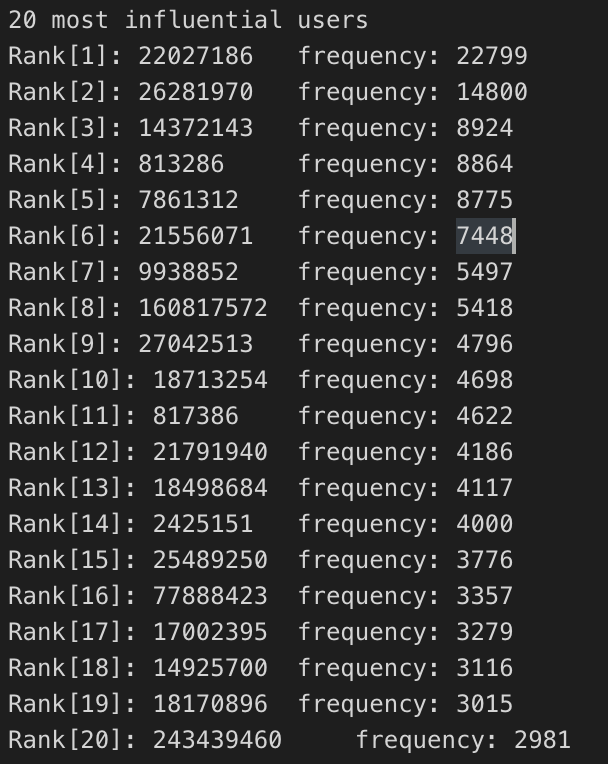 20 most influential users
Rank[1]: 22027186   frequency: 22799
Rank[2]: 26281970   frequency: 14800
Rank[3]: 14372143   frequency: 8924
Rank[4]: 813286     frequency: 8864
Rank[5]: 7861312    frequency: 8775
Rank[6]: 21556071   frequency: 7448
Rank[7]: 9938852    frequency: 5497
Rank[8]: 160817572  frequency: 5418
Rank[9]: 27042513   frequency: 4796
Rank[10]: 18713254  frequency: 4698
Rank[11]: 817386    frequency: 4622
Rank[12]: 21791940  frequency: 4186
Rank[13]: 18498684  frequency: 4117
Rank[14]: 2425151   frequency: 4000
Rank[15]: 25489250  frequency: 3776
Rank[16]: 77888423  frequency: 3357
Rank[17]: 17002395  frequency: 3279
Rank[18]: 14925700  frequency: 3116
Rank[19]: 18170896  frequency: 3015
Rank[20]: 243439460     frequency: 2981